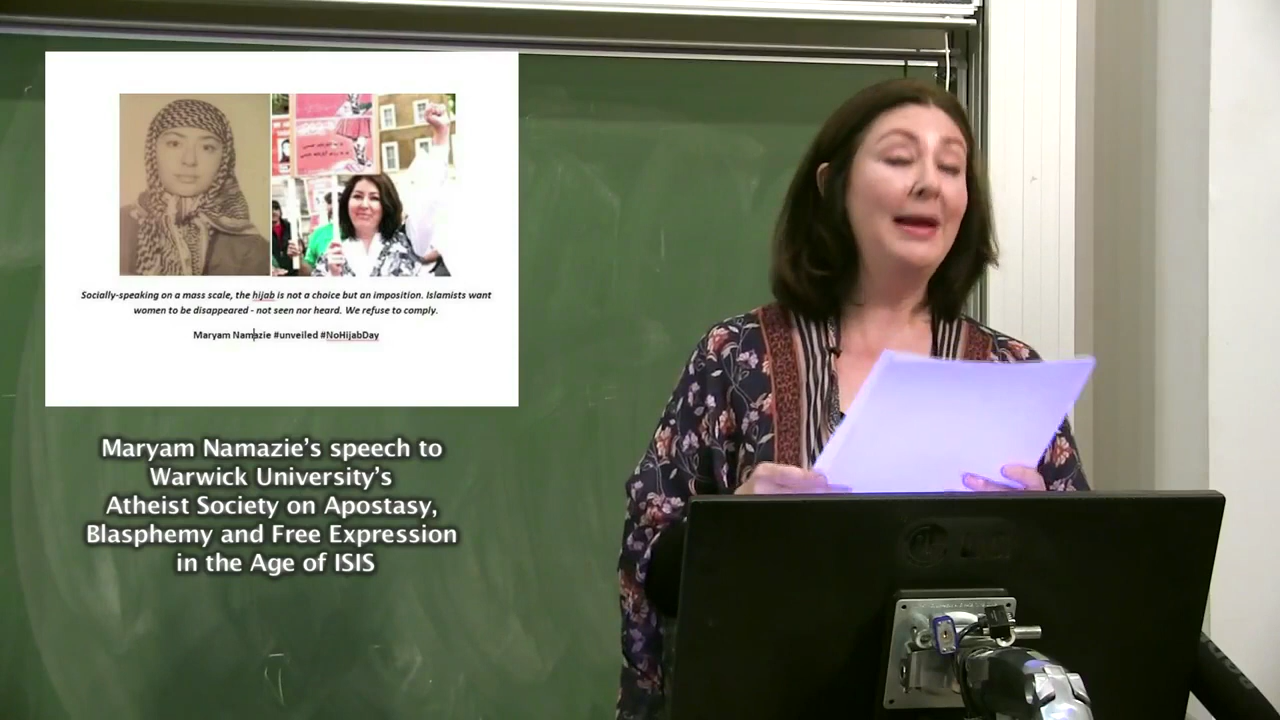 Socially-speaking on a mass scale, the hijab is not a choice but an imposition. Islamists want
women to be disappeared - not seen nor heard. We refuse to comply.
Maryam Namazie #unveiled #NoHijabDay
Maryam Namazie’s speech to
Warwick University’s
Atheist Society on Apostasy,
Blasphemy and Free Expression
in the Age of ISIS
LG